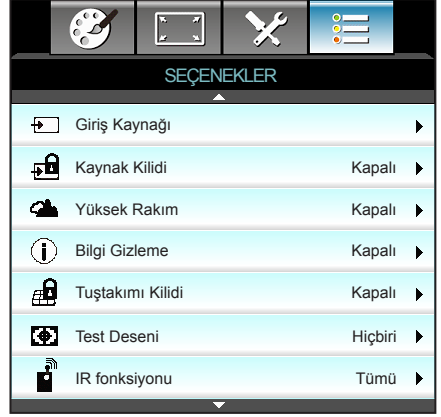 SEÇENEKLER
Giriş Kaynağı
Kaynak Kilidi Kapalı
Yüksek Rakım Kapalı
Bilgi Gizleme Kapalı
Tuştakımı Kilidi Kapalı
Test Deseni Hiçbiri
IR fonksiyonu Tümü